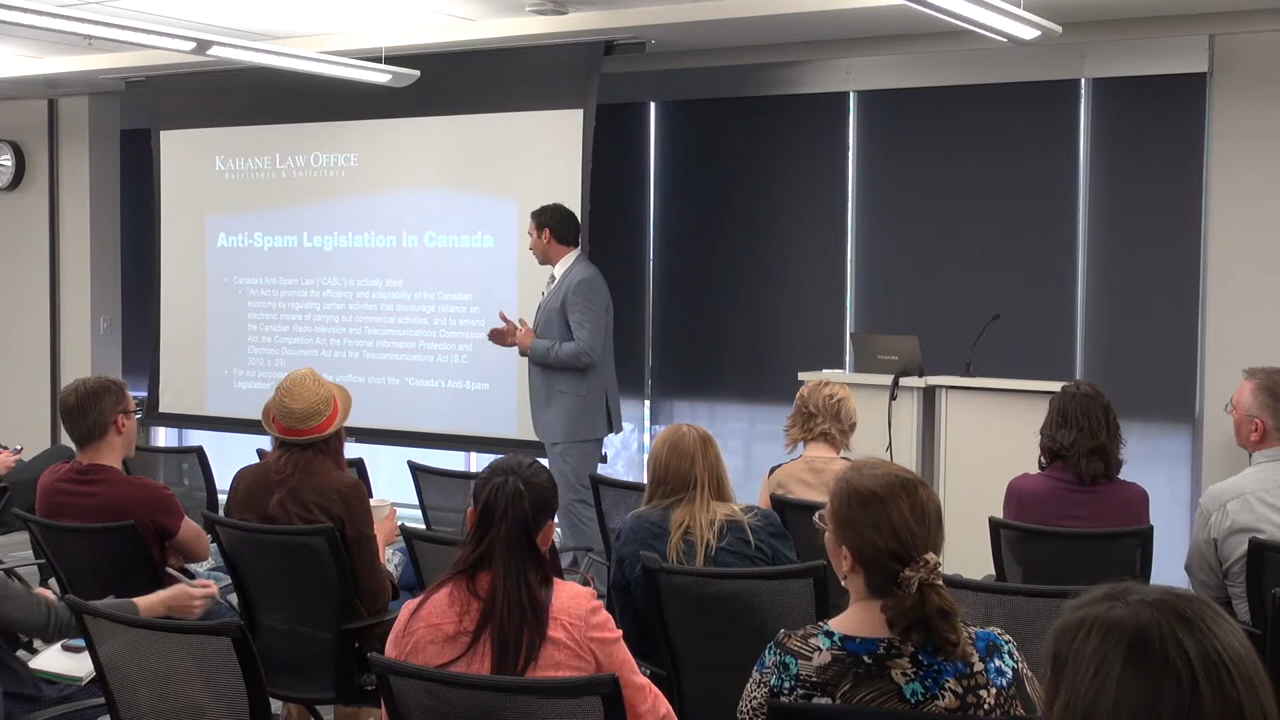 KAHANE LAW OFFICE
Barristers & Solicitors
Anti-Spam Legislation in Canada
• Canada's Anti-Spam Law ("CASL") is actually titled:
• "An Act to promote the efficiency and adaptability of the Canadian
economy by regulating certain activities that discourage reliance on
electronic means of carrying out commercial activities, and to amend
the Canadian Radio-television and Telecommunications Commission
Act, the Competition Act, the Personal Information Protection and
Electronic Documents Act and the Telecommunications Act (S.C.
2010, c. 23)
• For our the unofficial short title "Canada's Anti-Spam
Legislation"
TOSHIBA